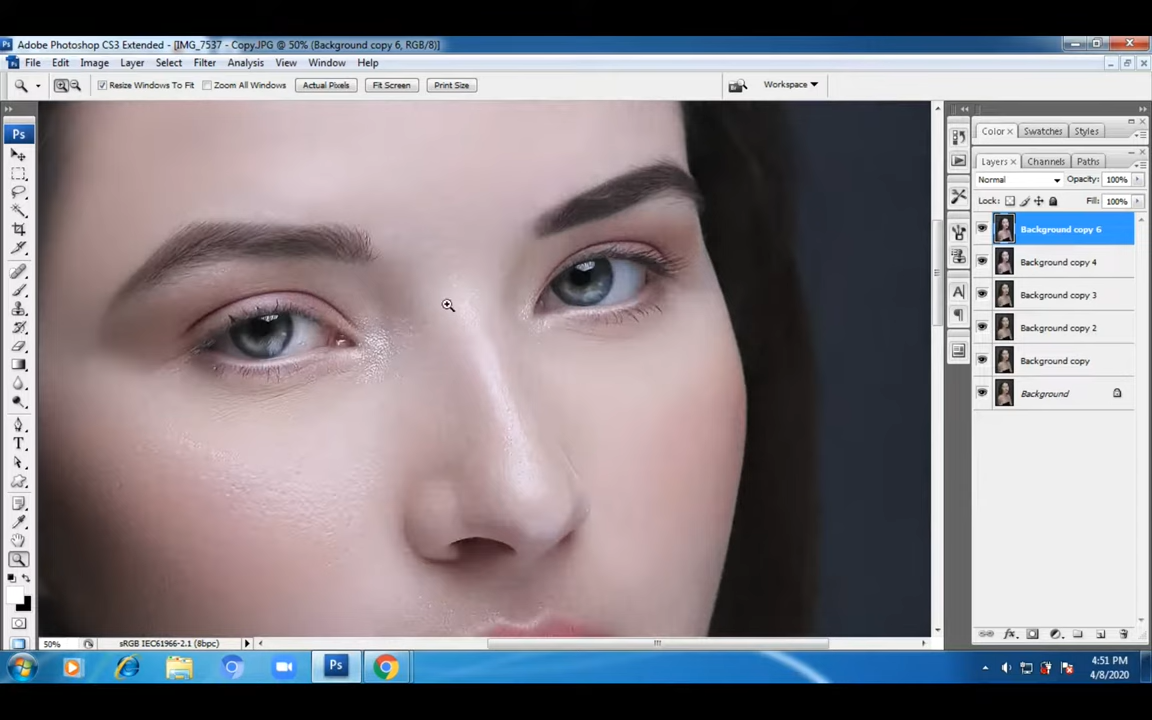 Adobe Photoshop CS3 Extended - [IMG_7537 - Copy.JPG @ 50% (Background copy 6, RGB/8)]
File Edit Image Layer Select Filter Analysis View Window Help
Resize Windows To Fit Zoom All Windows Actual Pixels Fit Screen Print Size Workspace
Ps
Color Swatches Styles
Layers Channels Paths
Normal Opacity: 100%
Lock: Fill: 100%
Background copy 6
Background copy 4
Background copy 3
Background copy 2
Background copy
Background
50% sRGB IEC61966-2.1 (8bpc)
Ps
4:51 PM
4/8/2020